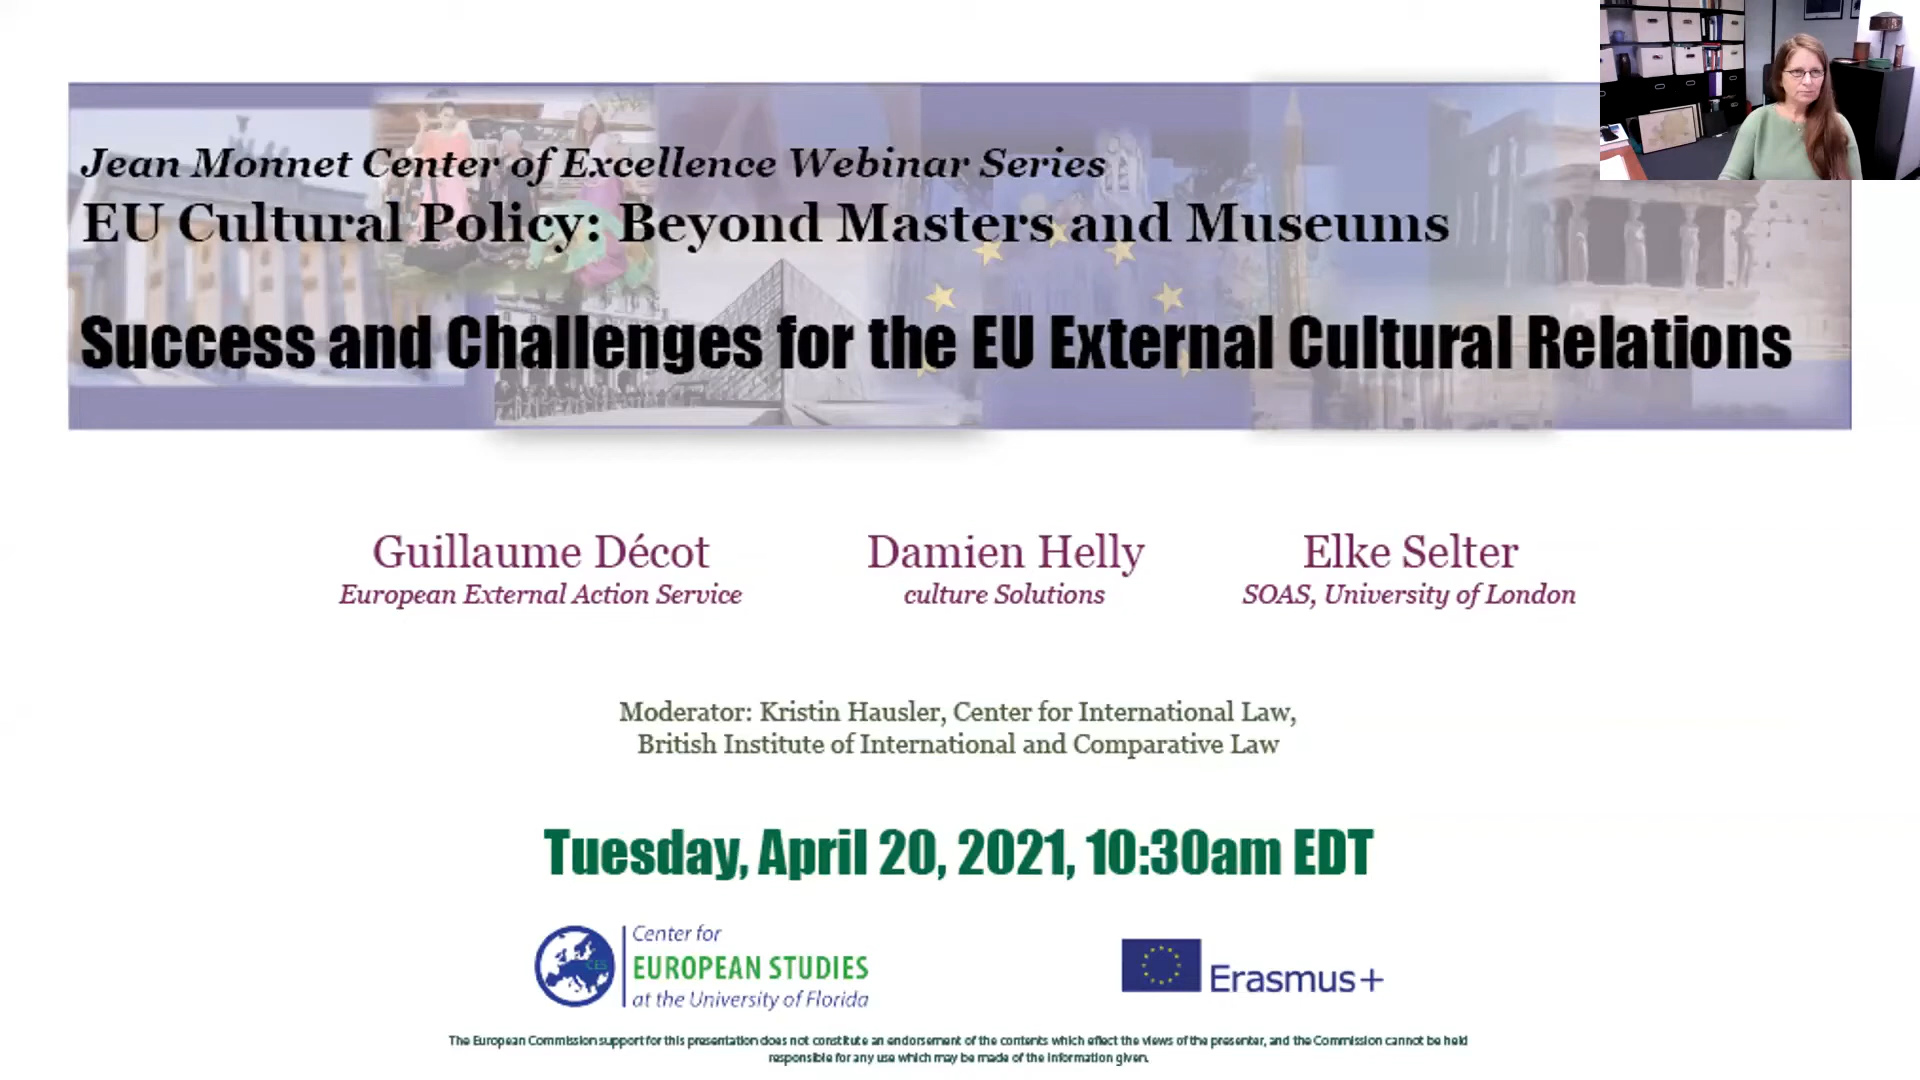 Jean Monnet Center of Excellence Webinar Series
EU Cultural Policy: Beyond Masters and Museums
Success and Challenges for the EU External Cultural Relations
Guillaume Décot
European External Action Service
Damien Helly
culture Solutions
Elke Selter
SOAS, University of London
Moderator: Kristin Hausler, Center for International Law,
British Institute of International and Comparative Law
Tuesday, April 20, 2021, 10:30am EDT
CES
Center for
EUROPEAN STUDIES
at the University of Florida
Erasmus+
The European Commission support for this presentation does not constitute an endorsement of the contents which eflect the views of the presenter, and the Commission cannot be held
responsible for any use which may be made of the information given.